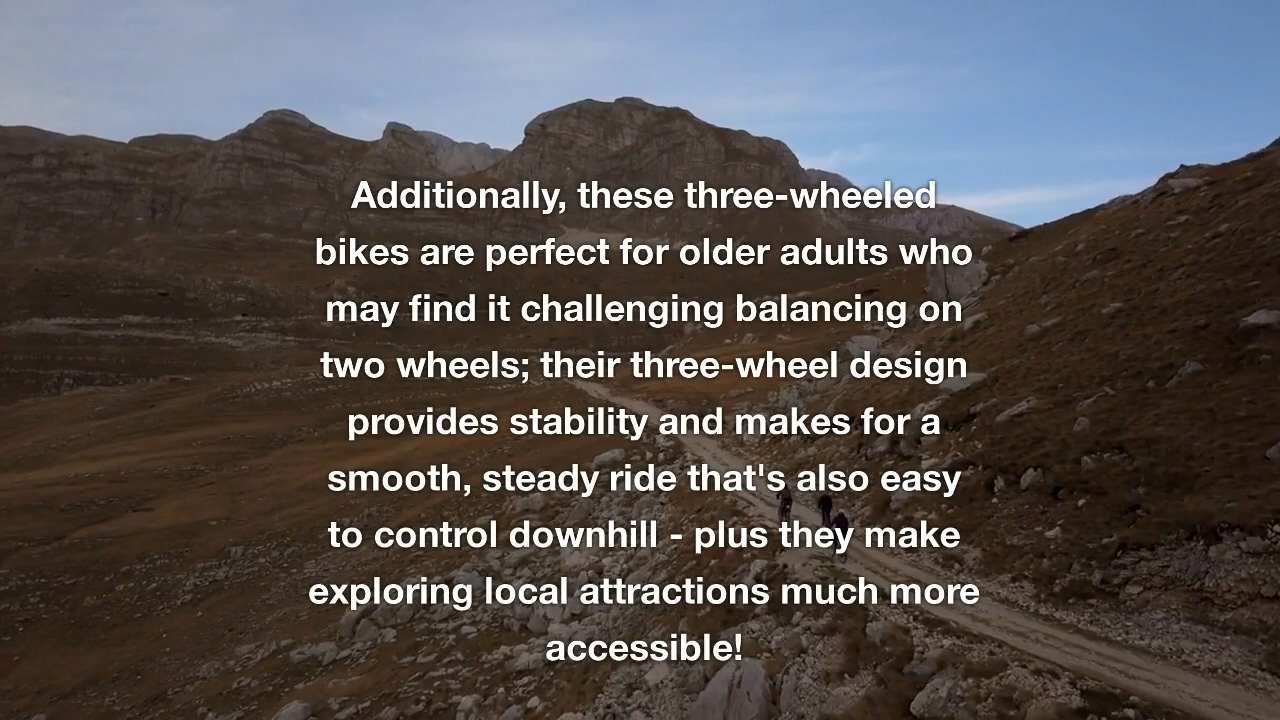 Additionally, these three-wheeled
bikes are perfect for older adults who
may find it challenging balancing on
two wheels; their three-wheel design
provides stability and makes for a
smooth, steady ride that's also easy
to control downhill - plus they make
exploring local attractions much more
accessible!